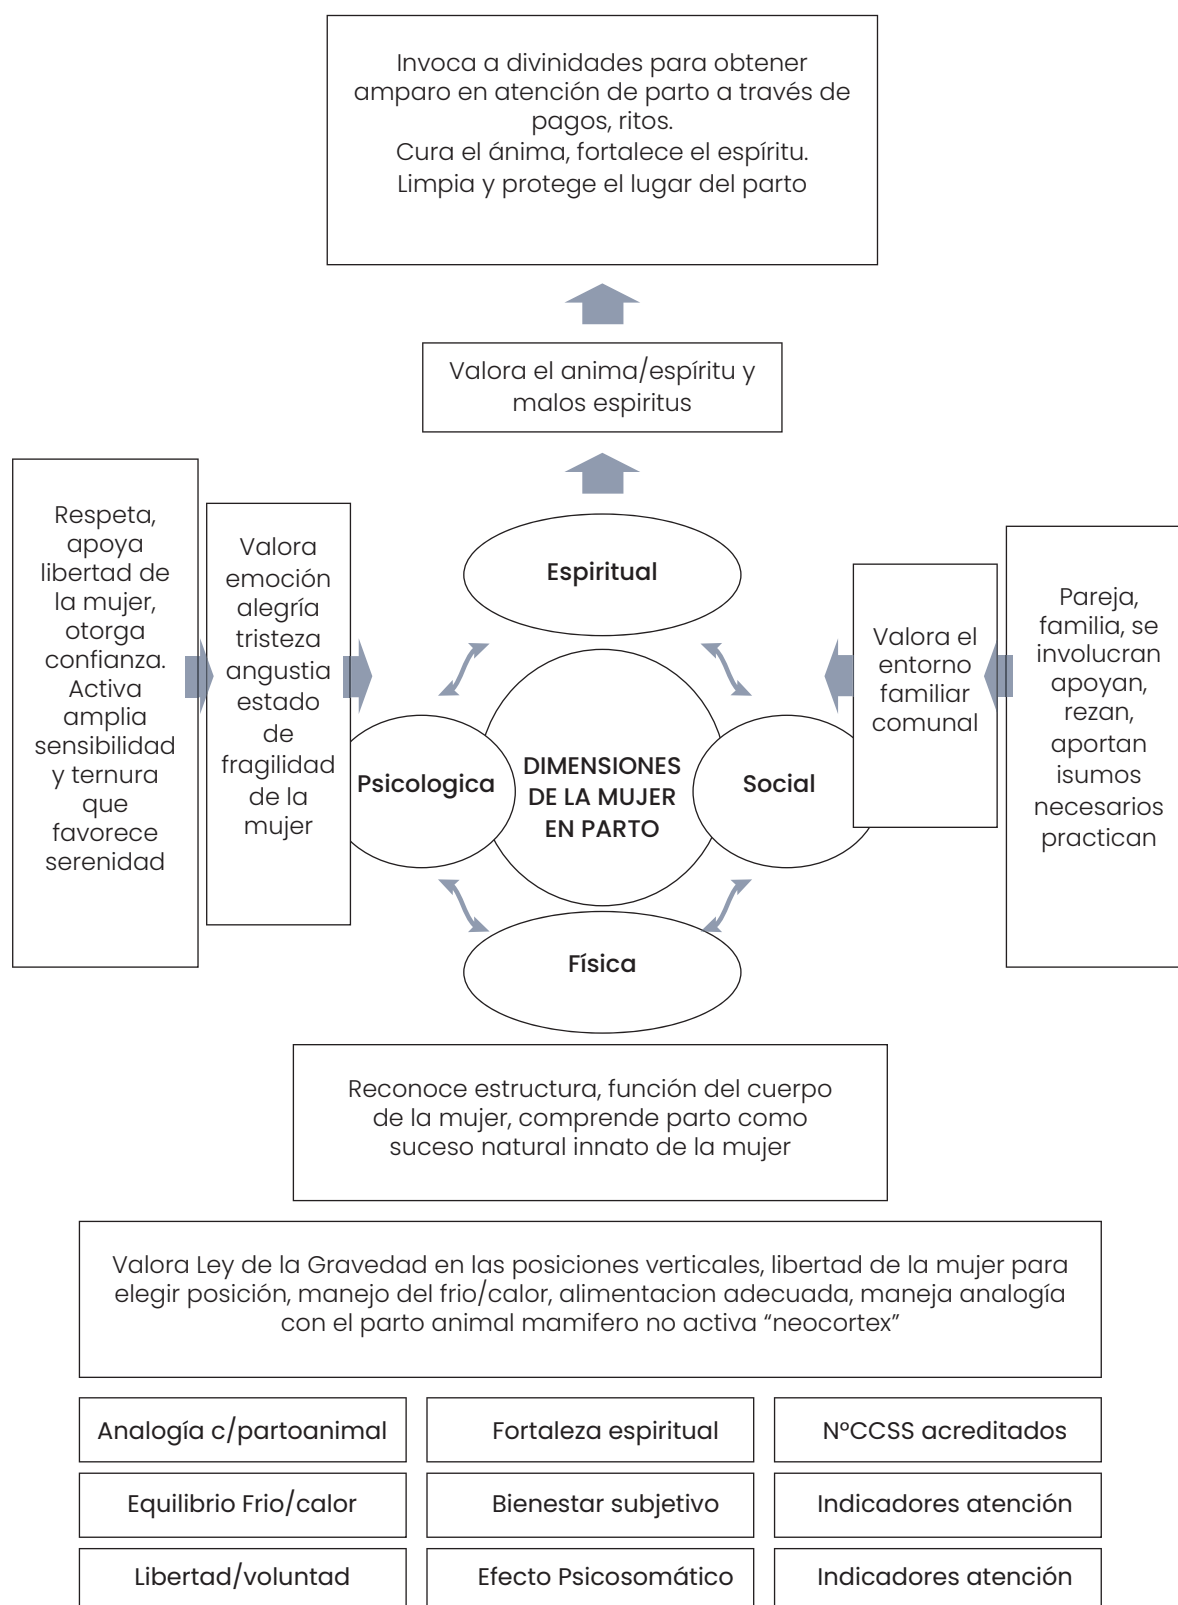 Invoca a divinidades para obtener
amparo en atención de parto a través de
pagos, ritos.
Cura el ánima, fortalece el espíritu.
Limpia y protege el lugar del parto
Valora el anima/espíritu y
malos espiritus
Respeta,
apoya
libertad de
la mujer,
otorga
confianza.
Activa
amplia
sensibilidad
y ternura
que
favorece
serenidad
Valora
emoción
alegría
tristeza
angustia
estado
de
fragilidad
de la
mujer
Espiritual
Psicologica
DIMENSIONES
DE LA MUJER
EN PARTO
Social
Física
Valora el
entorno
familiar
comunal
Pareja,
familia, se
involucran
apoyan,
rezan,
aportan
isumos
necesarios
practican
Reconoce estructura, función del cuerpo
de la mujer, comprende parto como
suceso natural innato de la mujer
Valora Ley de la Gravedad en las posiciones verticales, libertad de la mujer para
elegir posición, manejo del frio/calor, alimentacion adecuada, maneja analogía
con el parto animal mamifero no activa “neocortex”
Analogía c/partoanimal
Fortaleza espiritual
NºCCSS acreditados
Equilibrio Frio/calor
Bienestar subjetivo
Indicadores atención
Libertad/voluntad
Efecto Psicosomático
Indicadores atención